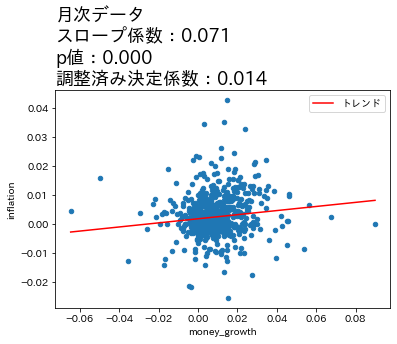 月次データ
スロープ係数：0.071
p値：0.000
調整済み決定係数：0.014
トレンド
0.04
0.03
0.02
0.01
0.00
−0.01
−0.02
inflation
−0.06
−0.04
−0.02
0.00
0.02
0.04
0.06
0.08
money_growth